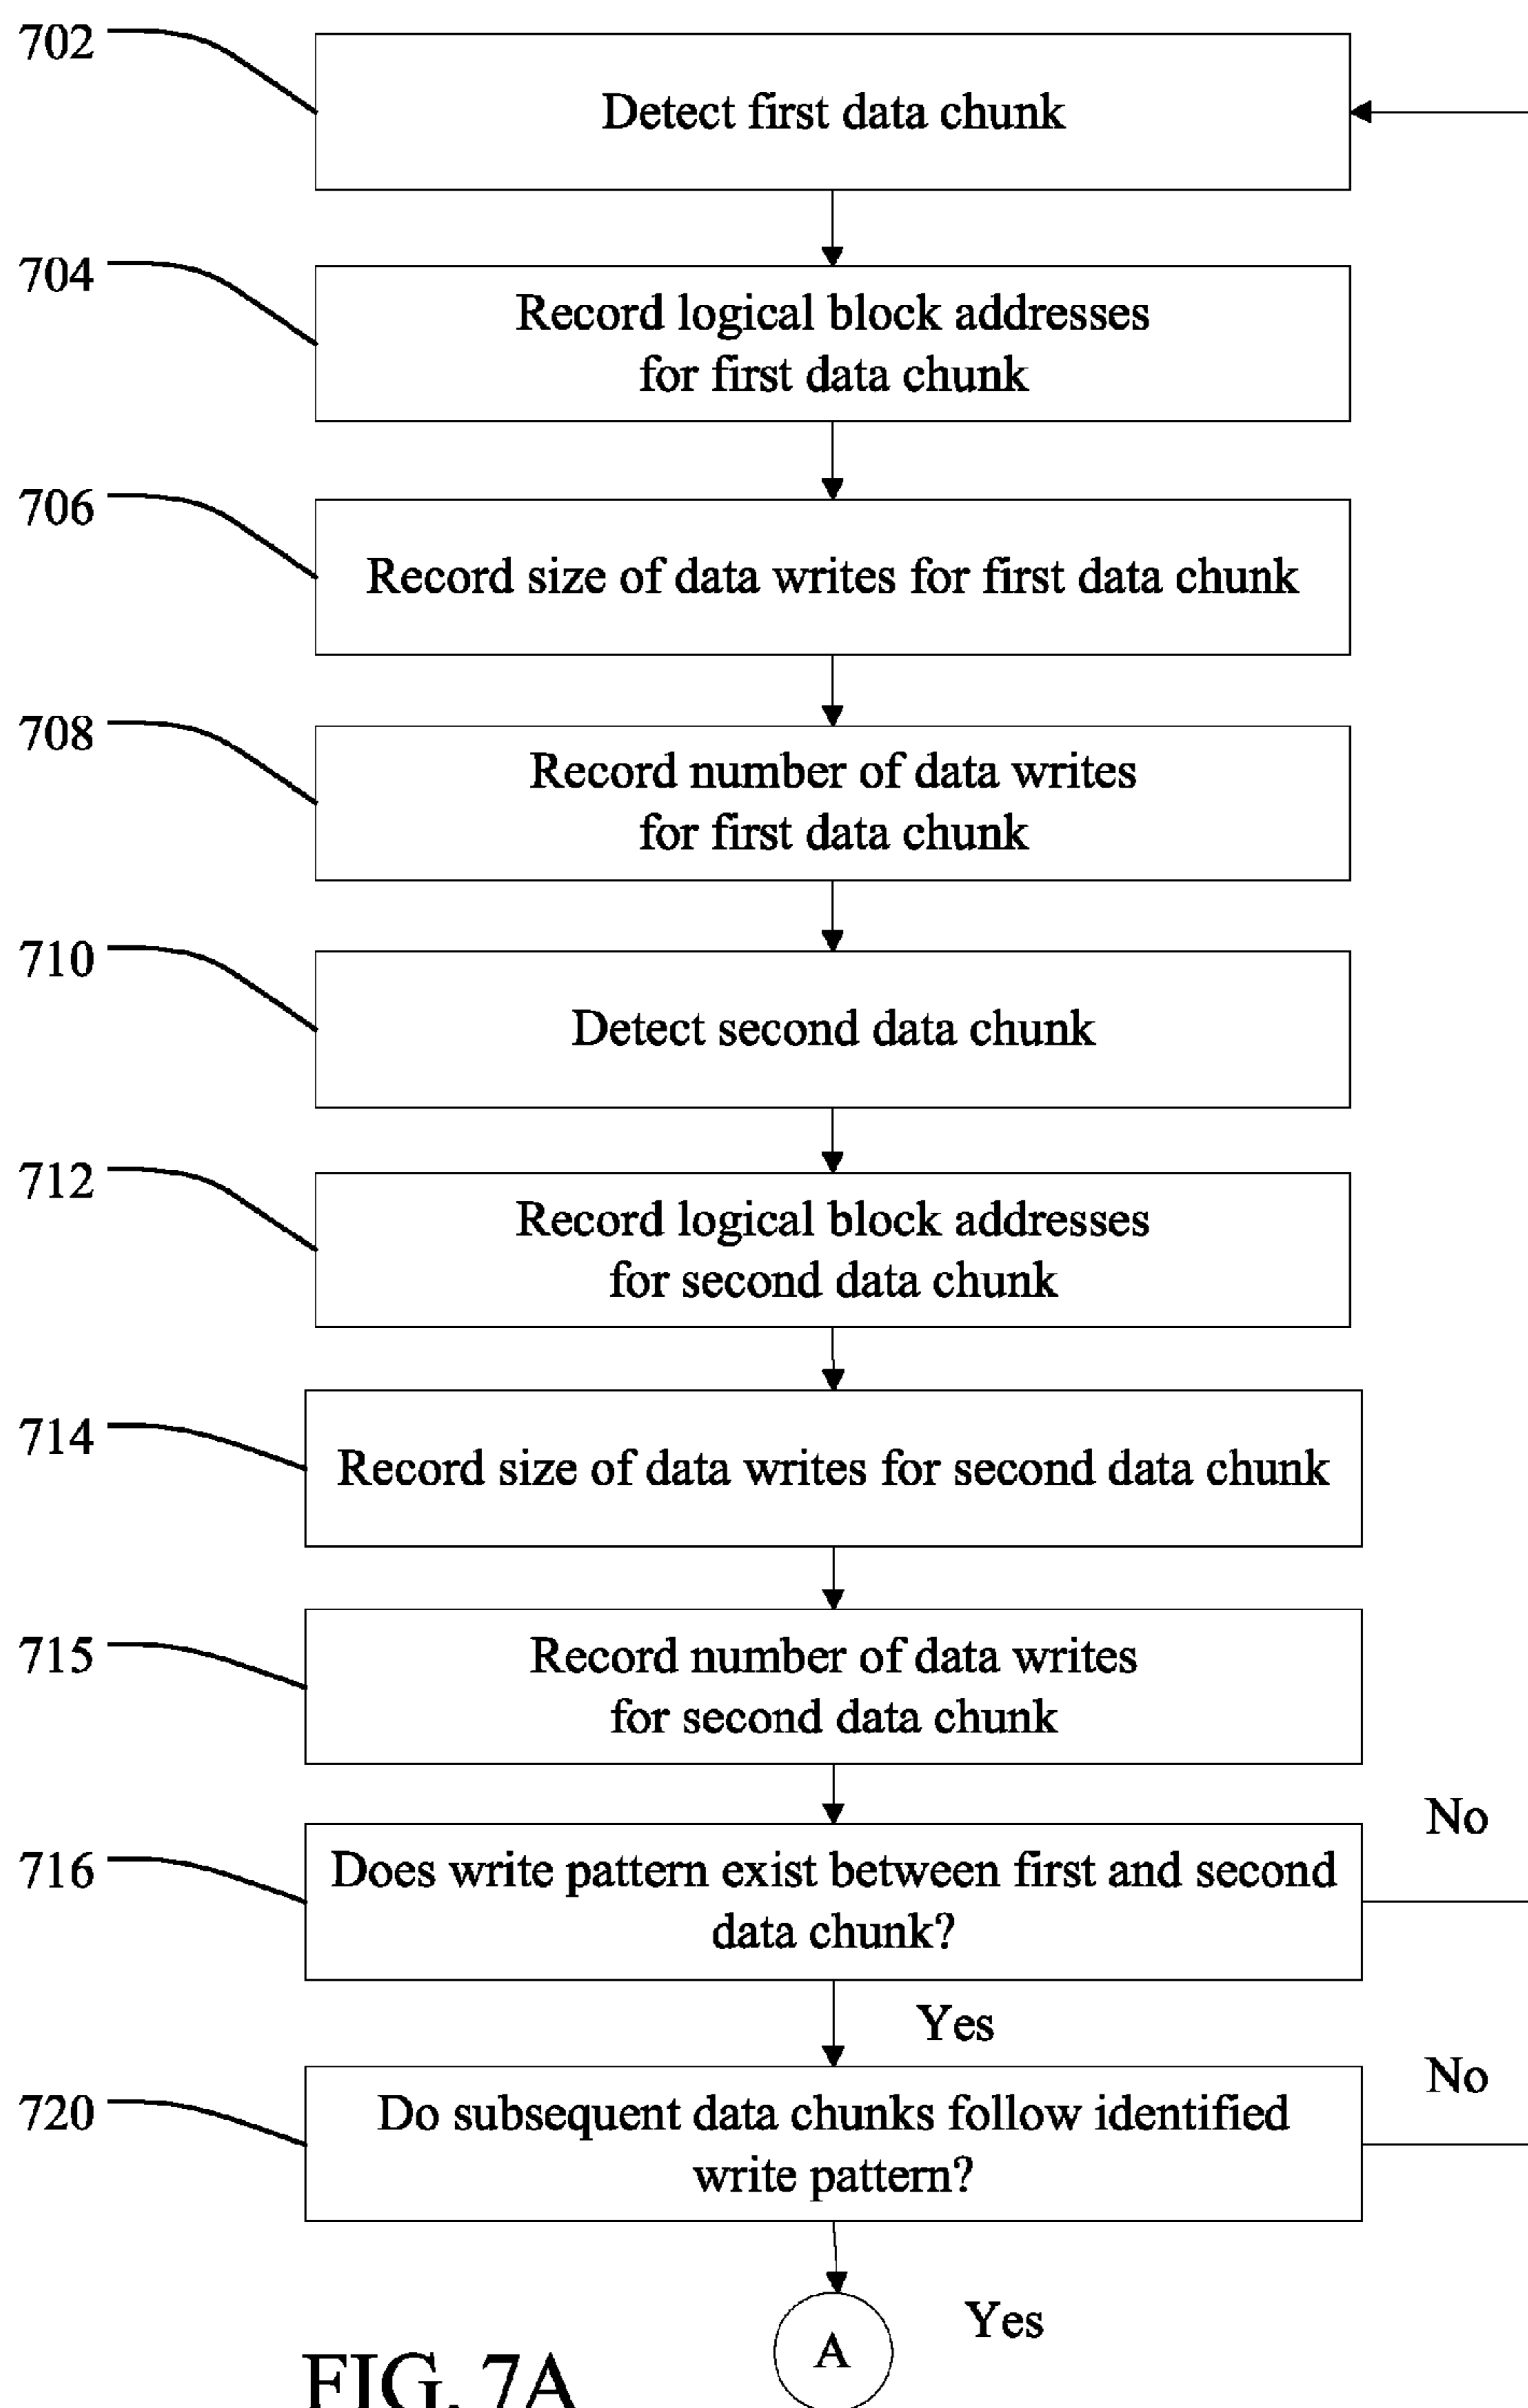 702
Detect first data chunk
704
Record logical block addresses
for first data chunk
706
Record size of data writes for first data chunk
708
Record number of data writes
for first data chunk
710
Detect second data chunk
712
Record logical block addresses
for second data chunk
714
Record size of data writes for second data chunk
715
Record number of data writes
for second data chunk
No
716
Does write pattern exist between first and second
data chunk?
Yes
No
720
Do subsequent data chunks follow identified
write pattern?
Yes
A
FIG. 7A